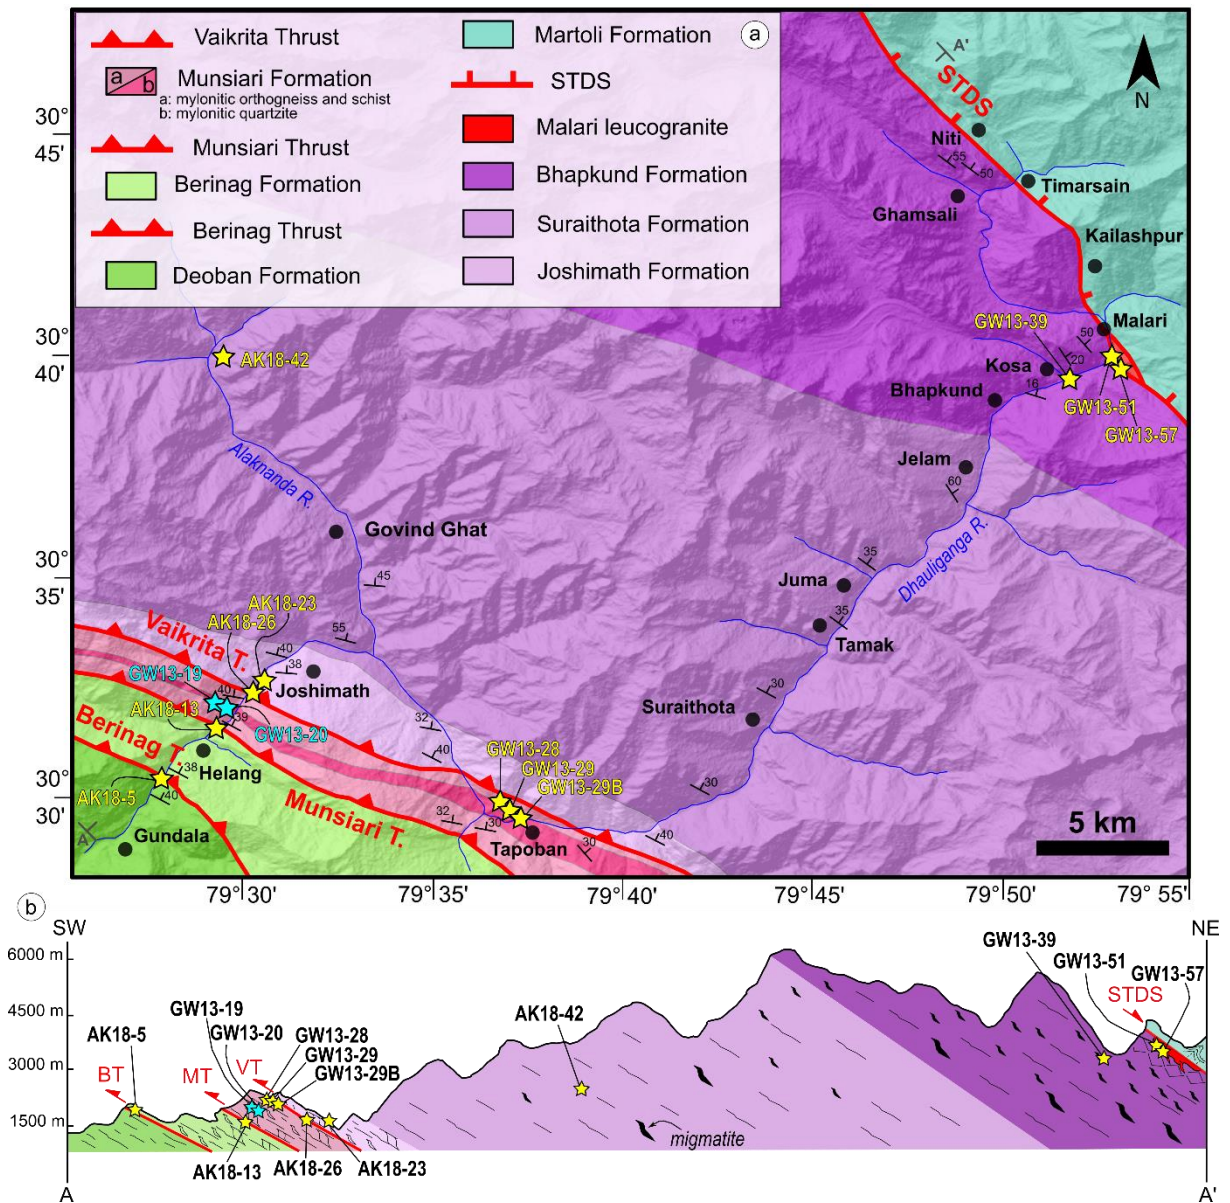 Vaikrita Thrust
a b
Munsiari Formation
a: mylonitic orthogneiss and schist
b: mylonitic quartzite
Munsiari Thrust
Berinag Formation
Berinag Thrust
Deoban Formation
Martoli Formation
STDS
Malari leucogranite
Bhapkund Formation
Suraithota Formation
Joshimath Formation
a
A'
STDS
N
30°
45'
Niti
55
50
Timarsain
Ghamsali
Kailashpur
30°
40'
Malari
GW13-39
50
20
Kosa
AK18-42
16
Bhapkund
GW13-51
GW13-57
Alaknanda R.
Jelam
60
Govind Ghat
Dhauliganga R.
30°
35'
45
35
Juma
AK18-23
AK18-26
35
Tamak
Vaikrita T.
55
40
38
GW13-19
Joshimath
40
30
AK18-13
39
GW13-20
Suraithota
32
Berinag T.
40
GW13-28
GW13-29
GW13-29B
Helang
38
30°
30'
AK18-5
40
30
Munsiari T.
32
30
5 km
A
Gundala
Tapoban
30
40
79°30'
79°35'
79°40'
79°45'
79°50'
79°55'
b
SW
NE
6000 m
4500 m
3000 m
1500 m
GW13-39
GW13-51
GW13-57
STDS
GW13-19
GW13-20
GW13-28
GW13-29
GW13-29B
AK18-5
AK18-42
BT
MT
VT
migmatite
AK18-13
AK18-26
AK18-23
A
A'